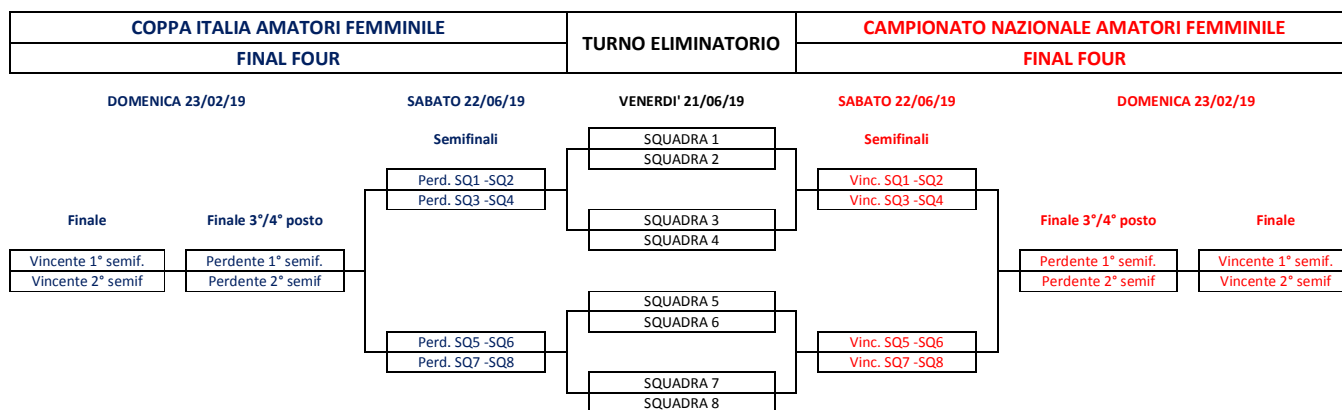 COPPA ITALIA AMATORI FEMMINILE
TURNO ELIMINATORIO
CAMPIONATO NAZIONALE AMATORI FEMMINILE
FINAL FOUR
FINAL FOUR
DOMENICA 23/02/19
SABATO 22/06/19
VENERDI' 21/06/19
SABATO 22/06/19
DOMENICA 23/02/19
Semifinali
SQUADRA 1
Semifinali
SQUADRA 2
Perd. SQ1 -SQ2
Vinc. SQ1 -SQ2
Perd. SQ3 -SQ4
Vinc. SQ3 -SQ4
Finale
Finale 3°/4° posto
SQUADRA 3
Finale 3°/4° posto
Finale
SQUADRA 4
Vincente 1° semif.
Perdente 1° semif.
Perdente 1° semif.
Vincente 1° semif.
Vincente 2° semif
Perdente 2° semif
Perdente 2° semif
Vincente 2° semif
SQUADRA 5
SQUADRA 6
Perd. SQ5 -SQ6
Vinc. SQ5 -SQ6
Perd. SQ7 -SQ8
Vinc. SQ7 -SQ8
SQUADRA 7
SQUADRA 8